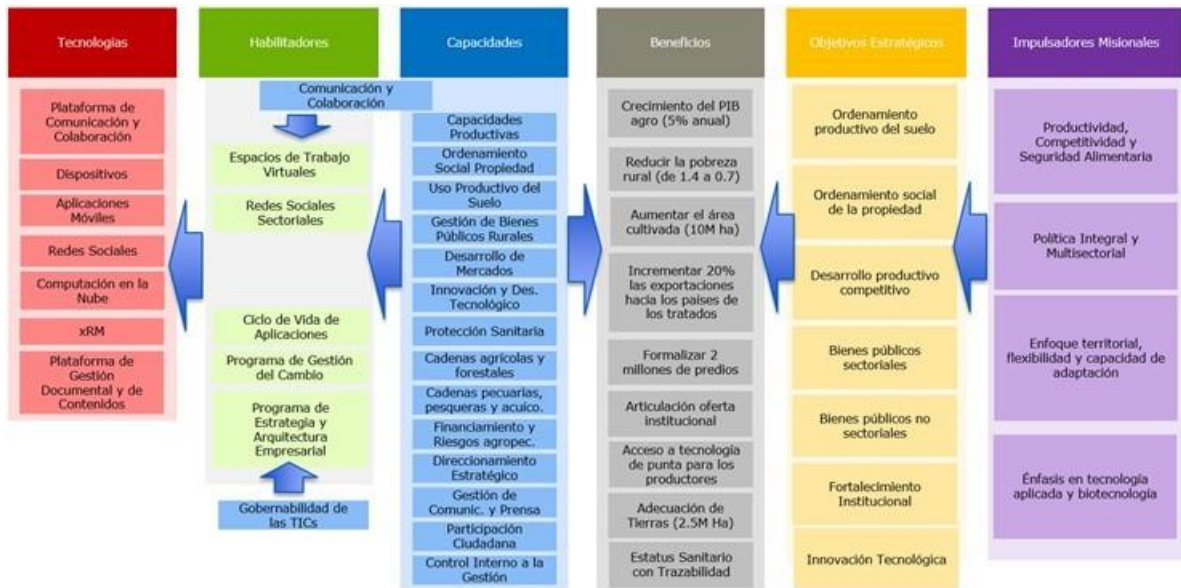 Tecnologías
Plataforma de
Comunicación y
Colaboración
Dispositivos
Aplicaciones
Móviles
Redes Sociales
Computación en la
Nube
xRM
Plataforma de
Gestión
Documental y de
Contenidos
Habilitadores
Comunicación y
Colaboración
Espacios de Trabajo
Virtuales
Redes Sociales
Sectoriales
Ciclo de Vida de
Aplicaciones
Programa de Gestión
del Cambio
Programa de
Estrategia y
Arquitectura
Empresarial
Gobernabilidad de
las TICs
Capacidades
Capacidades
Productivas
Ordenamiento
Social Propiedad
Uso Productivo del
Suelo
Gestión de Bienes
Públicos Rurales
Desarrollo de
Mercados
Innovación y Des.
Tecnológico
Protección Sanitaria
Cadenas agrícolas y
forestales
Cadenas pecuarias,
pesqueras y acuíco.
Financiamiento y
Riesgos agropec.
Direccionamiento
Estratégico
Gestión de
Comunic. y Prensa
Participación
Ciudadana
Control Interno a la
Gestión
Beneficios
Crecimiento del PIB
agro (5% anual)
Reducir la pobreza
rural (de 1.4 a 0.7)
Aumentar el área
cultivada (10M ha)
Incrementar 20%
las exportaciones
hacia los países de
los tratados
Formalizar 2
millones de predios
Articulación oferta
institucional
Acceso a tecnología
de punta para los
productores
Adecuación de
Tierras (2.5M Ha)
Estatus Sanitario
con Trazabilidad
Objetivos Estratégicos
Ordenamiento
productivo del suelo
Ordenamiento social
de la propiedad
Desarrollo productivo
competitivo
Bienes públicos
sectoriales
Bienes públicos no
sectoriales
Fortalecimiento
Institucional
Innovación Tecnológica
Impulsadores Misionales
Productividad,
Competitividad y
Seguridad Alimentaria
Política Integral y
Multisectorial
Enfoque territorial,
flexibilidad y capacidad de
adaptación
Énfasis en tecnología
aplicada y biotecnología